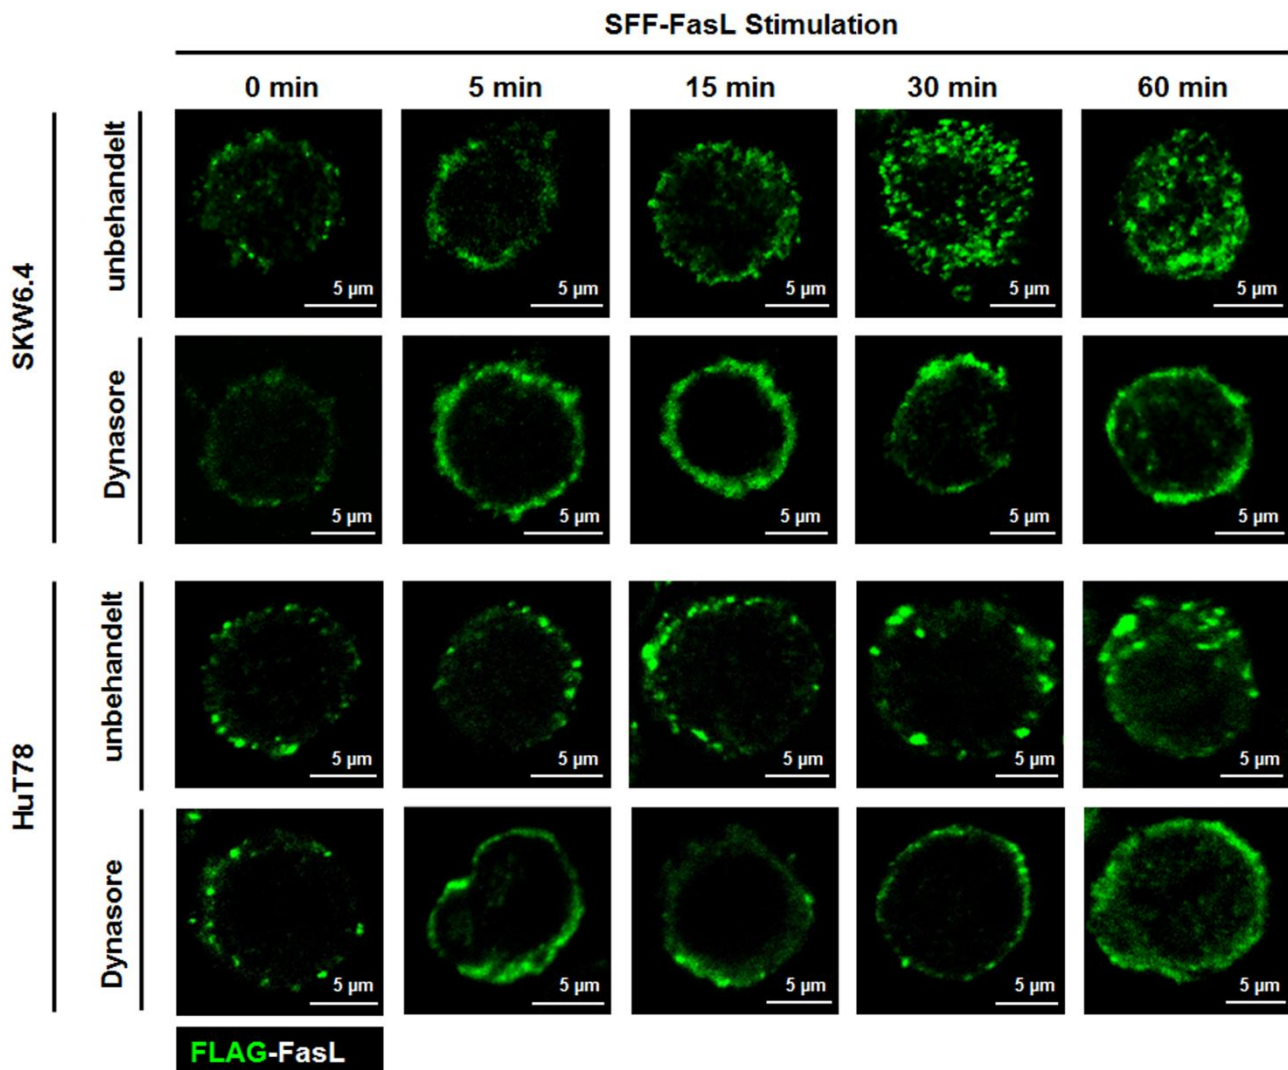 SFF-FasL Stimulation
0 min 5 min 15 min 30 min 60 min
SKW6.4
unbehandelt
5 µm 5 µm 5 µm 5 µm 5 µm
Dynasore
5 µm 5 µm 5 µm 5 µm 5 µm
HuT78
unbehandelt
5 µm 5 µm 5 µm 5 µm 5 µm
Dynasore
5 µm 5 µm 5 µm 5 µm 5 µm
FLAG-FasL